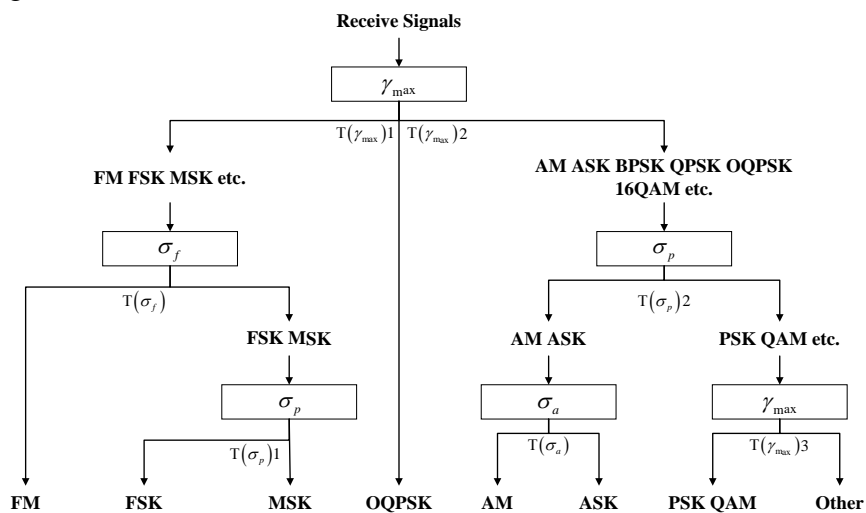 Receive Signals
γmax
T(γmax)1 T(γmax)2
FM FSK MSK etc.
AM ASK BPSK QPSK OQPSK
16QAM etc.
σf
σp
T(σf)
T(σp)2
FSK MSK
AM ASK
PSK QAM etc.
σp
σa
γmax
T(σp)1
T(σa)
T(γmax)3
FM FSK MSK OQPSK AM ASK PSK QAM Other